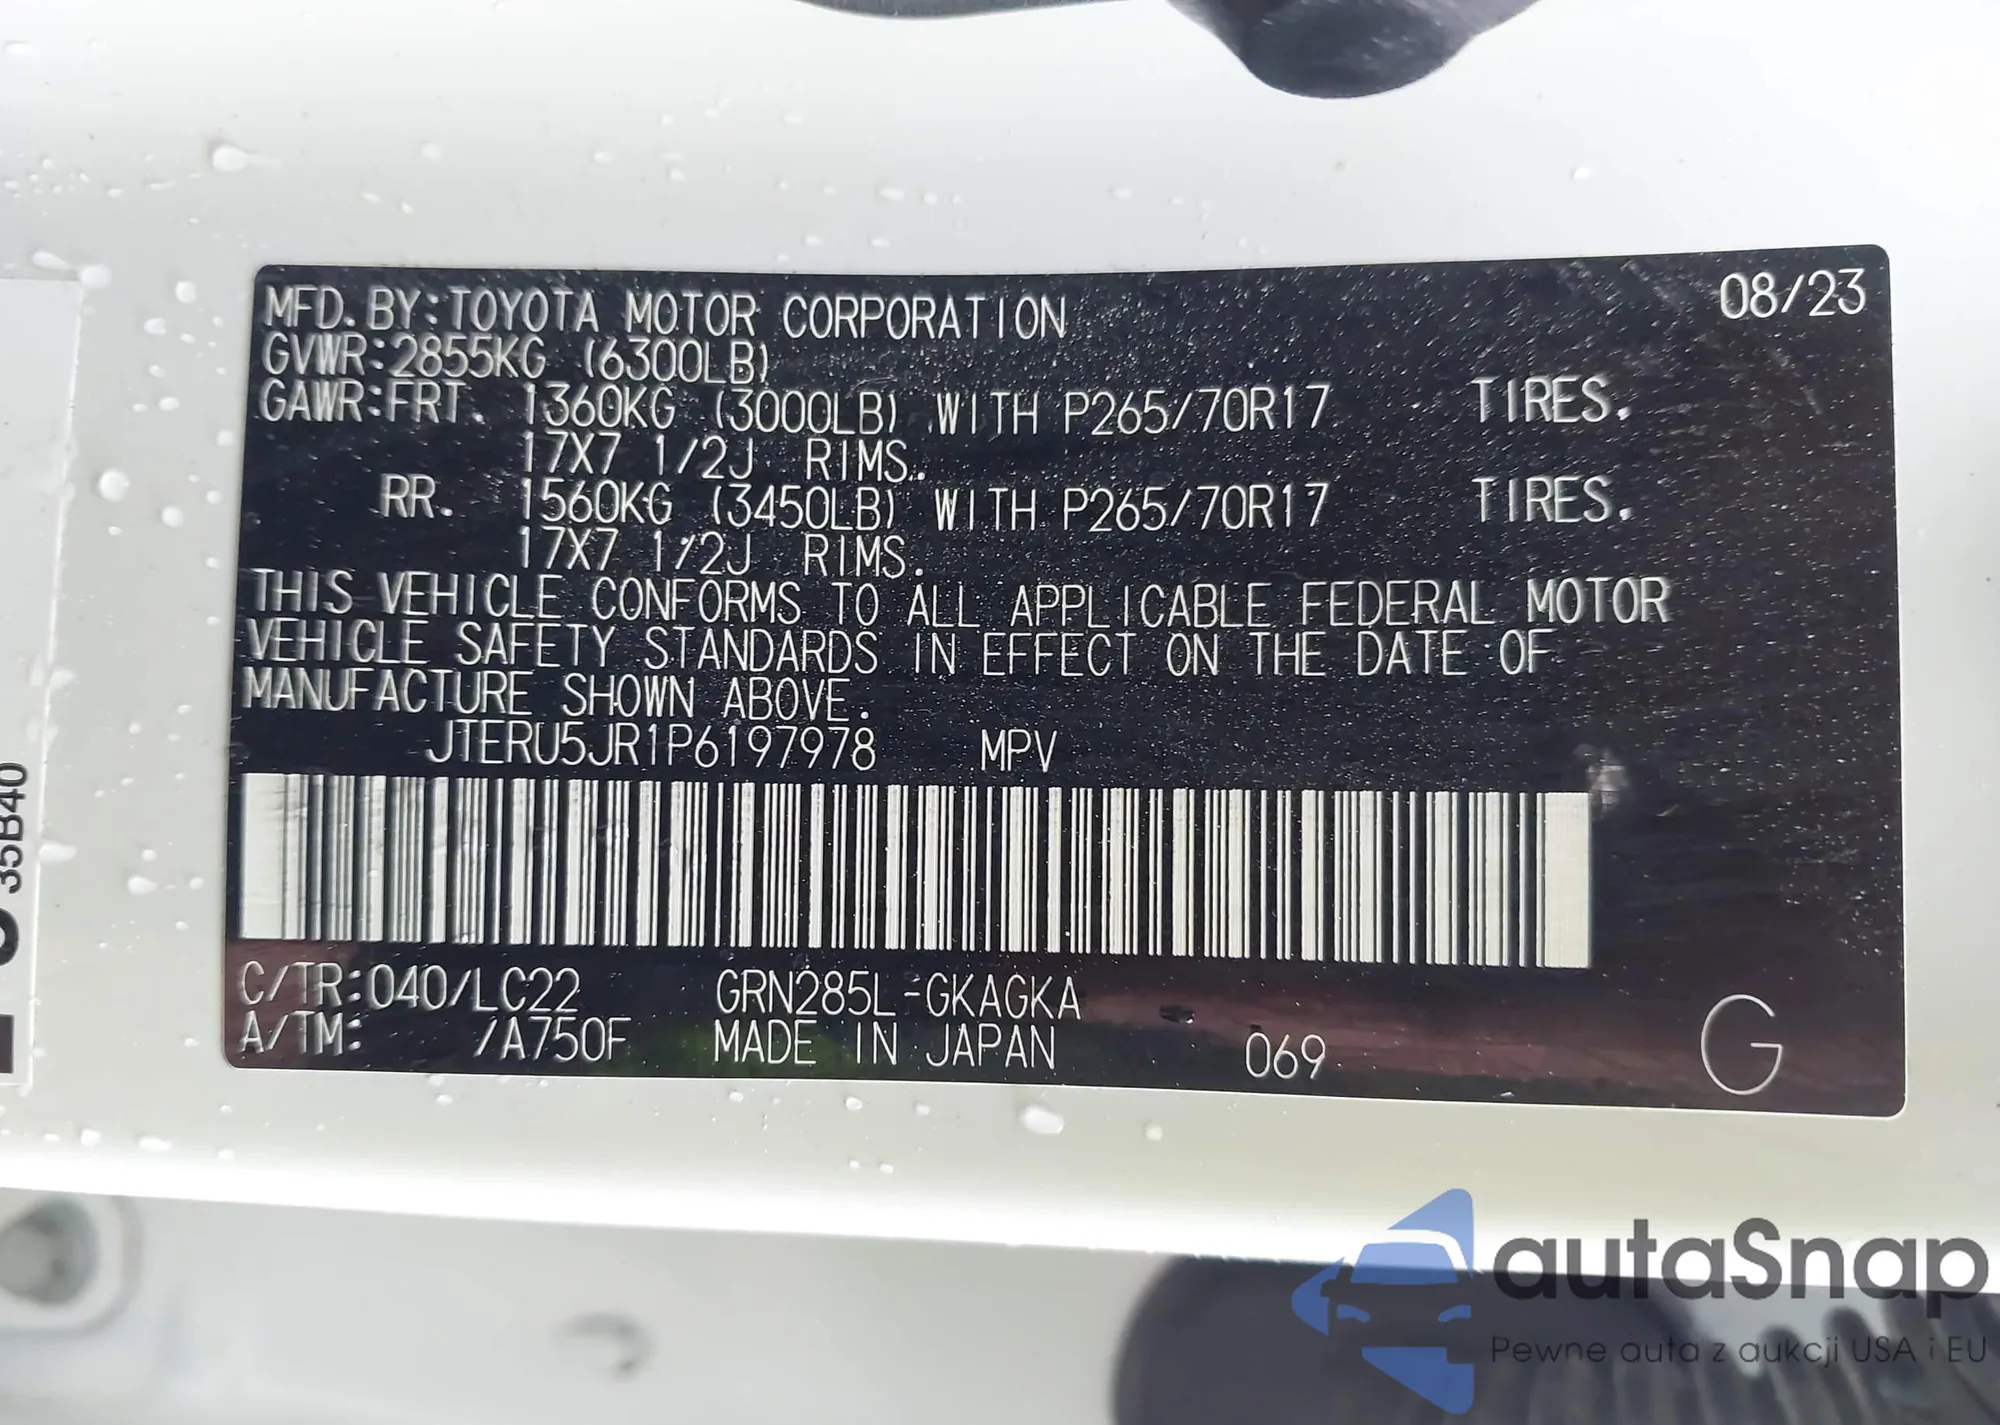 MFD. BY: TOYOTA MOTOR CORPORATION 08/23
GVWR: 2855KG (6300LB)
GAWR: FRT. 1360KG (3000LB) WITH P265/70R17 TIRES.
17X7 1/2J RIMS.
RR. 1560KG (3450LB) WITH P265/70R17 TIRES.
17X7 1/2J RIMS.
THIS VEHICLE CONFORMS TO ALL APPLICABLE FEDERAL MOTOR
VEHICLE SAFETY STANDARDS IN EFFECT ON THE DATE OF
MANUFACTURE SHOWN ABOVE.
JTERU5JR1P6197978 MPV
C/TR: 040/LC22 GRN285L-GKAGKA
A/TM: /A750F MADE IN JAPAN 069 G
35B40
autaSnap
Pewne auta z aukcji USA i EU